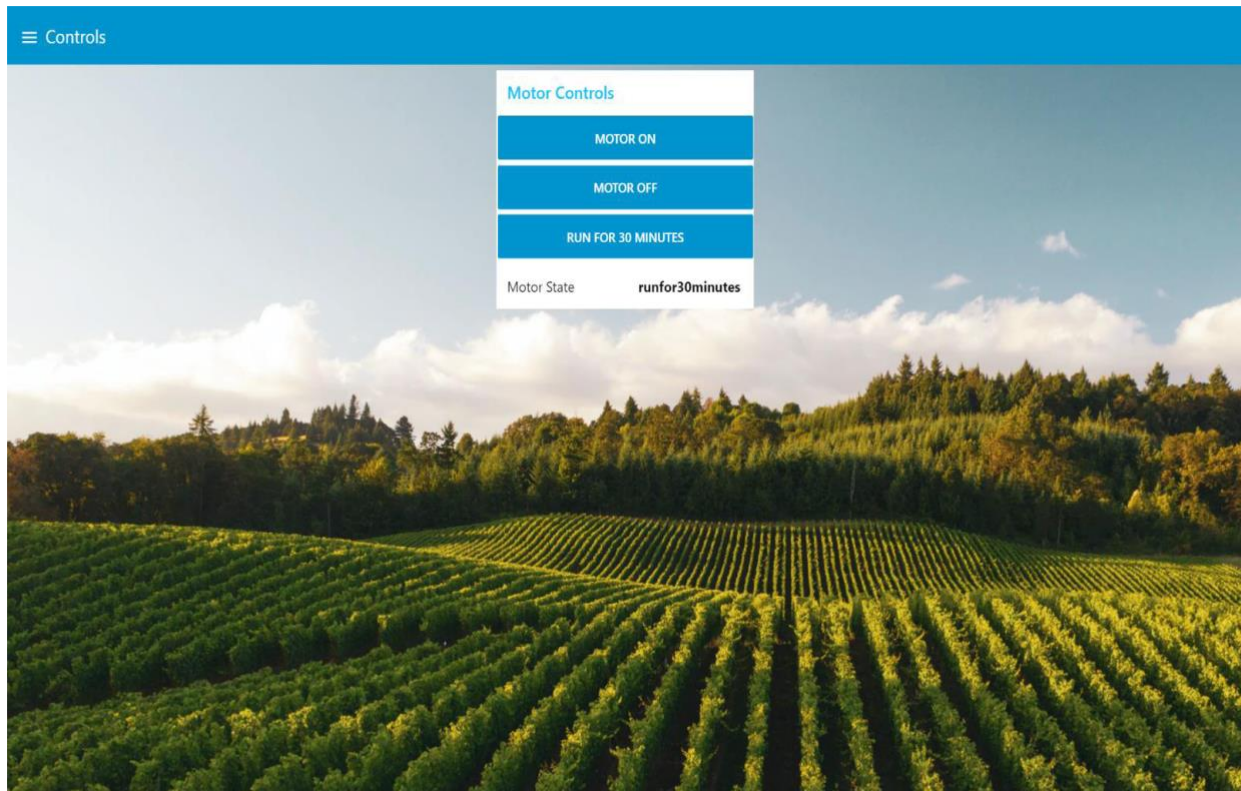 Controls
Motor Controls
MOTOR ON
MOTOR OFF
RUN FOR 30 MINUTES
Motor State runfor30minutes